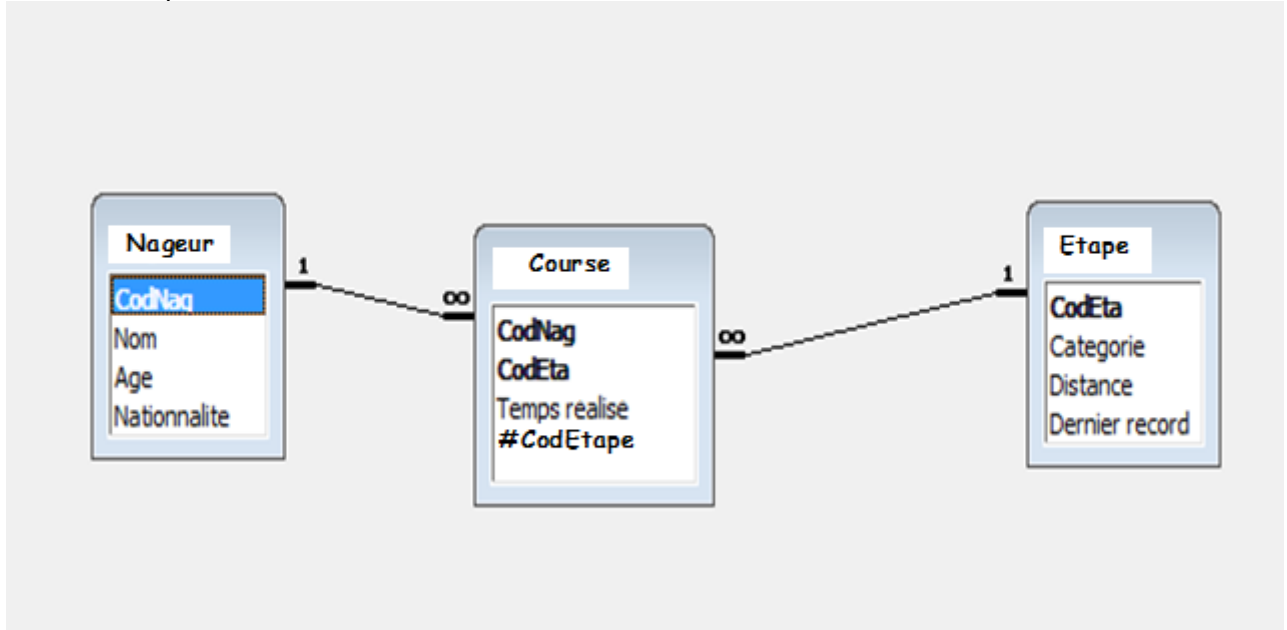 Nageur
CodNag
Nom
Age
Nationnalite
1
∞
Course
CodNag
CodEta
Temps realise
#CodEtape
∞
1
Etape
CodEta
Categorie
Distance
Dernier record